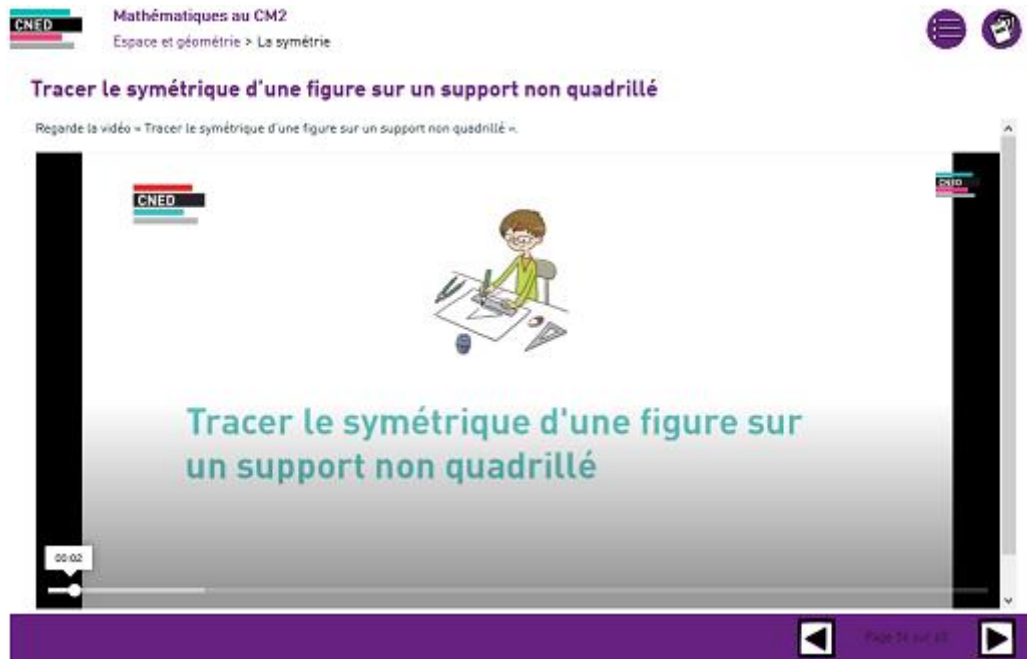 CNED
Mathématiques au CM2
Espace et géométrie > La symétrie
Tracer le symétrique d'une figure sur un support non quadrillé
Regarde la vidéo « Tracer le symétrique d'une figure sur un support non quadrillé ».
CNED
CNED
Tracer le symétrique d'une figure sur
un support non quadrillé
00:02